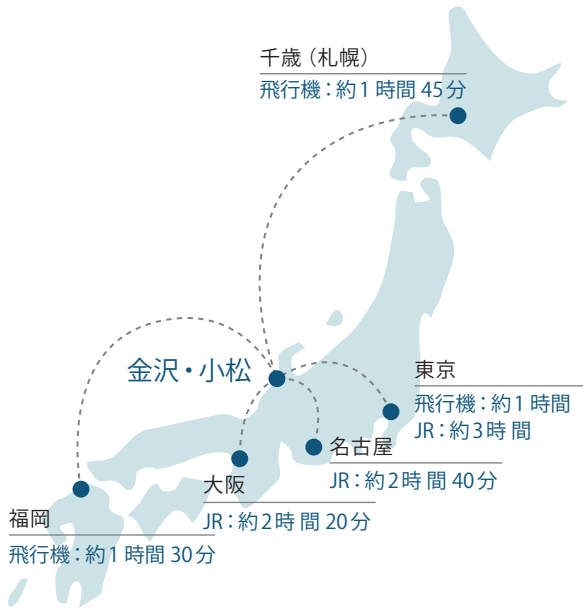 千歳（札幌）
飛行機：約1時間45分
金沢・小松
東京
飛行機：約1時間
JR：約3時間
名古屋
JR：約2時間40分
大阪
JR：約2時間20分
福岡
飛行機：約1時間30分